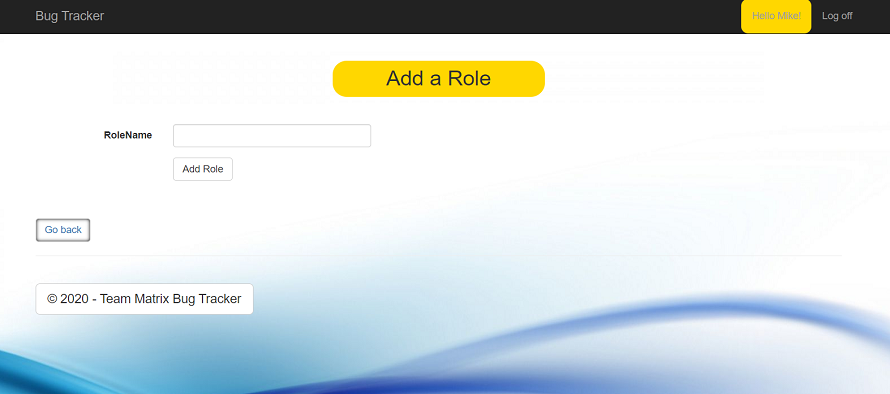 Bug Tracker
Hello Mike!
Log off
Add a Role
RoleName
Add Role
Go back
© 2020 - Team Matrix Bug Tracker